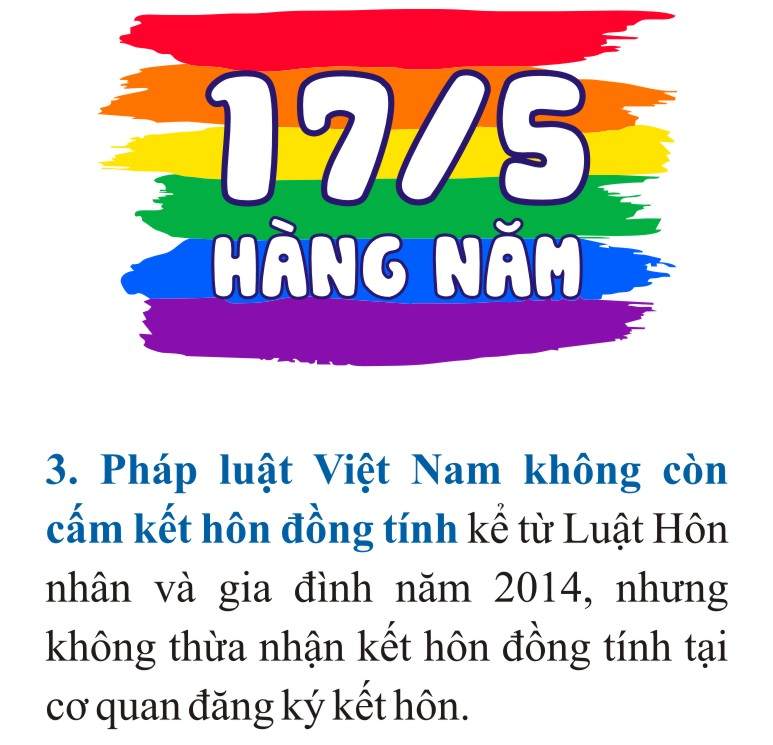 17/5
HÀNG NĂM
3. Pháp luật Việt Nam không còn
cấm kết hôn đồng tính kể từ Luật Hôn
nhân và gia đình năm 2014, nhưng
không thừa nhận kết hôn đồng tính tại
cơ quan đăng ký kết hôn.